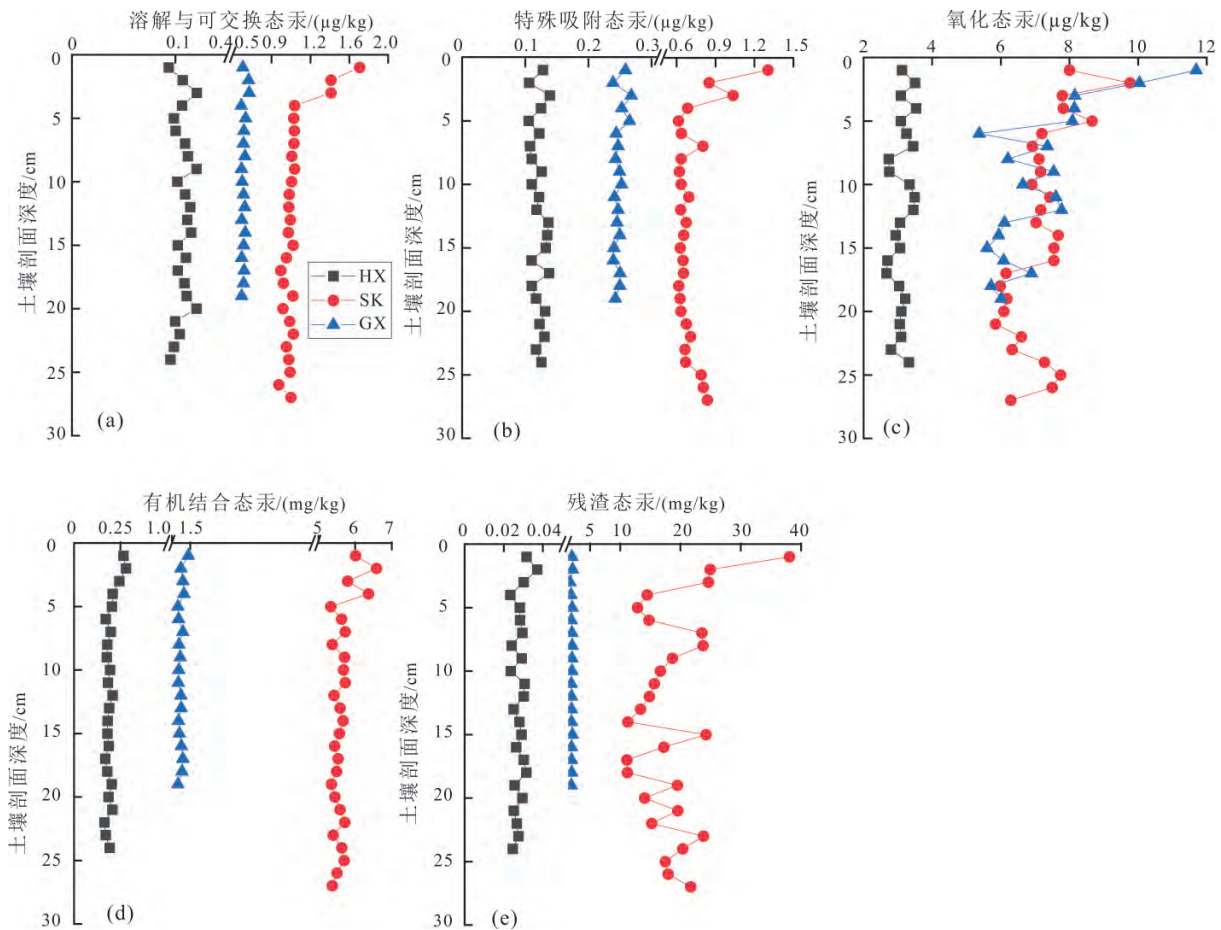 溶解与可交换态汞/(μg/kg)
0 0.1 0.4 0.5 0.9 1.2 1.6 2.0
土壤剖面深度/cm
0
5
10
15
20
25
30
HX
SK
GX
(a)
特殊吸附态汞/(μg/kg)
0 0.1 0.2 0.3 0.6 0.9 1.2 1.5
土壤剖面深度/cm
0
5
10
15
20
25
30
(b)
氧化态汞/(μg/kg)
2 4 6 8 10 12
土壤剖面深度/cm
0
5
10
15
20
25
30
(c)
有机结合态汞/(mg/kg)
0 0.25 1.0 1.5 5 6 7
土壤剖面深度/cm
0
5
10
15
20
25
30
(d)
残渣态汞/(mg/kg)
0 0.02 0.04 5 10 20 30 40
土壤剖面深度/cm
0
5
10
15
20
25
30
(e)